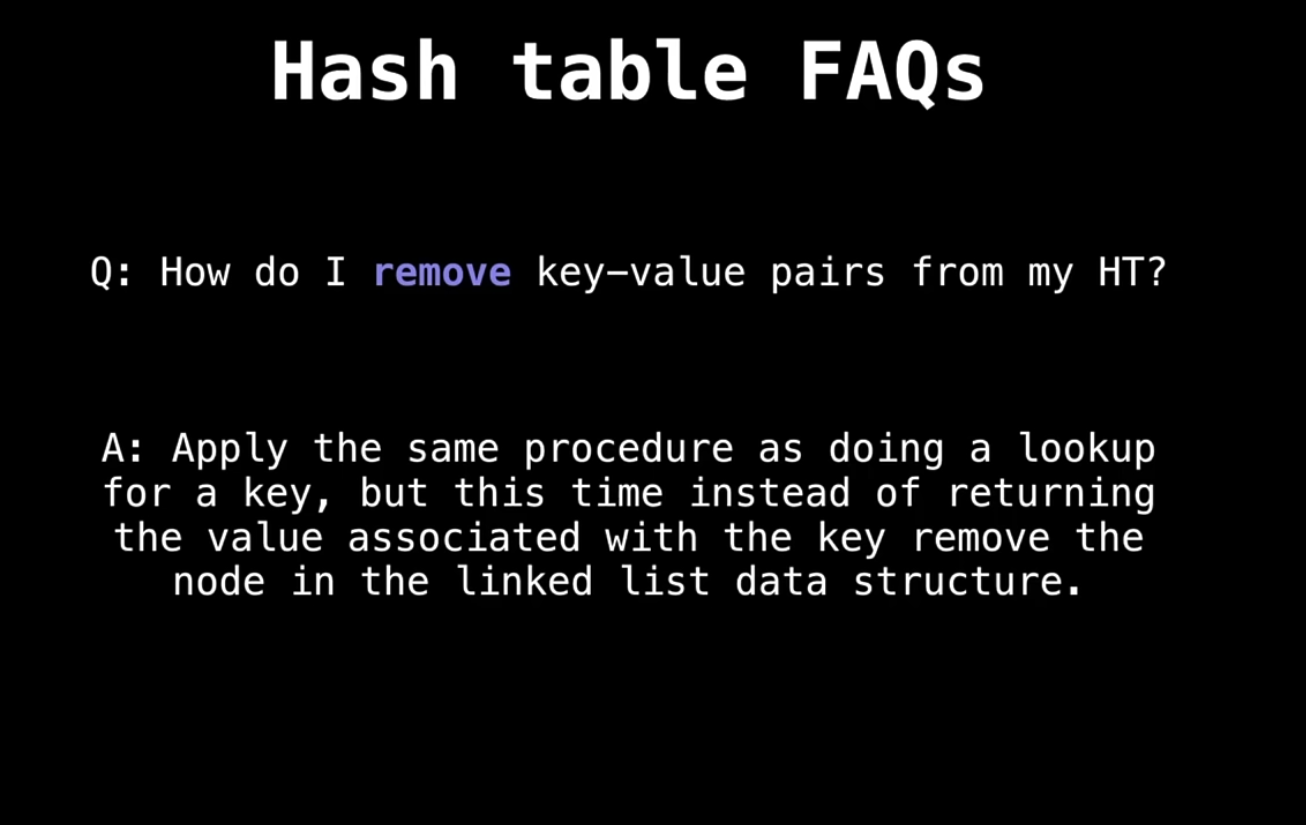 Hash table FAQs
Q: How do I remove key-value pairs from my HT?
A: Apply the same procedure as doing a lookup
for a key, but this time instead of returning
the value associated with the key remove the
node in the linked list data structure.